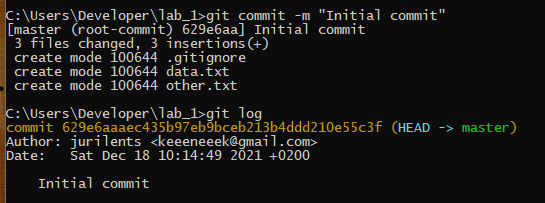 C:\Users\Developer\lab_1>git commit -m "Initial commit"
[master (root-commit) 629e6aa] Initial commit
 3 files changed, 3 insertions(+)
 create mode 100644 .gitignore
 create mode 100644 data.txt
 create mode 100644 other.txt
C:\Users\Developer\lab_1>git log
commit 629e6aaaec435b97eb9bceb213b4ddd210e55c3f (HEAD -> master)
Author: jurilents <keeeneeek@gmail.com>
Date:   Sat Dec 18 10:14:49 2021 +0200
    Initial commit